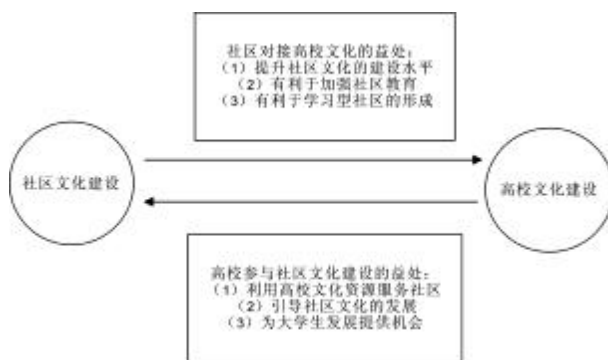 社区对接高校文化的益处：
（1）提升社区文化的建设水平
（2）有利于加强社区教育
（3）有利于学习型社区的形成
社区文化建设
高校文化建设
高校参与社区文化建设的益处：
（1）利用高校文化资源服务社区
（2）引导社区文化的发展
（3）为大学生发展提供机会